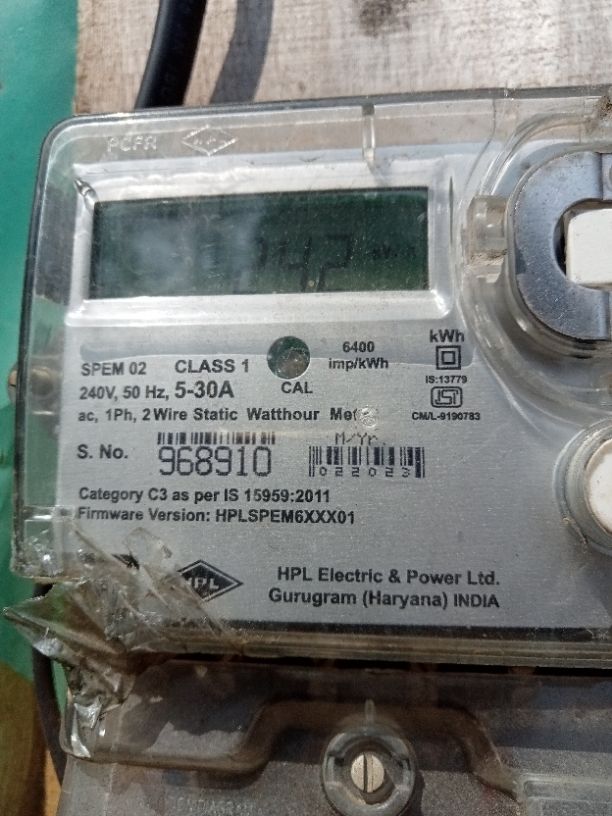 PCFR HPL
242
SPEM 02 CLASS 1 CAL 6400 imp/kWh kWh
240V, 50 Hz, 5-30A IS:13779
ac, 1Ph, 2 Wire Static Watthour CM/L-9190783
M/Yr.
S. No. 968910 022023
Category C3 as per IS 15959:2011
Firmware Version: HPLSPEM6XXX01
HPL
HPL Electric & Power Ltd.
Gurugram (Haryana) INDIA